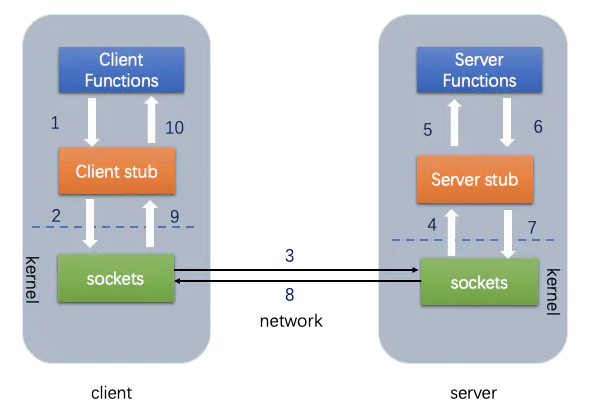 Client
Functions
1
10
Client stub
2
9
kernel
sockets
client
3
8
network
Server
Functions
5
6
Server stub
4
7
sockets
kernel
server